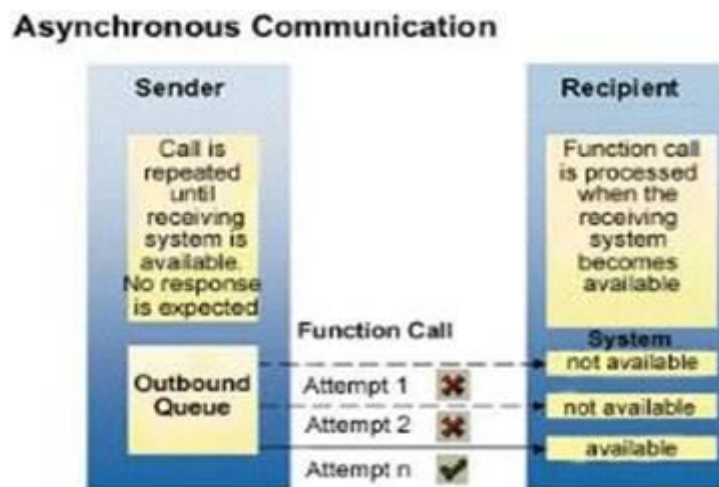 Asynchronous Communication
Sender
Call is
repeated
until
receiving
system is
available.
No response
is expected
Outbound
Queue
Function Call
Attempt 1
Attempt 2
Attempt n
Recipient
Function call
is processed
when the
receiving
system
becomes
available
System
not available
not available
available